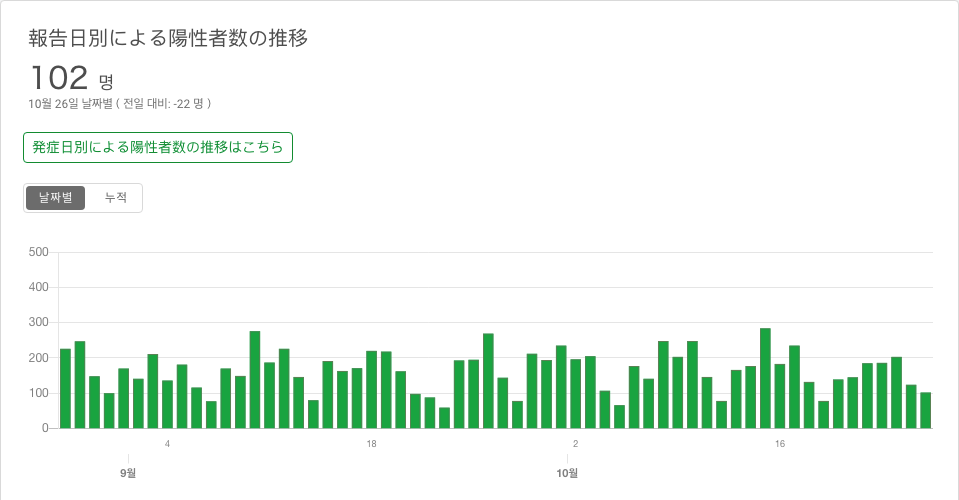 報告日別による陽性者数の推移
102 명
10월 26일 날짜별 ( 전일 대비: -22 명 )
発症日別による陽性者数の推移はこちら
날짜별 누적
500
400
300
200
100
0
4 18 2 16
9월 10월